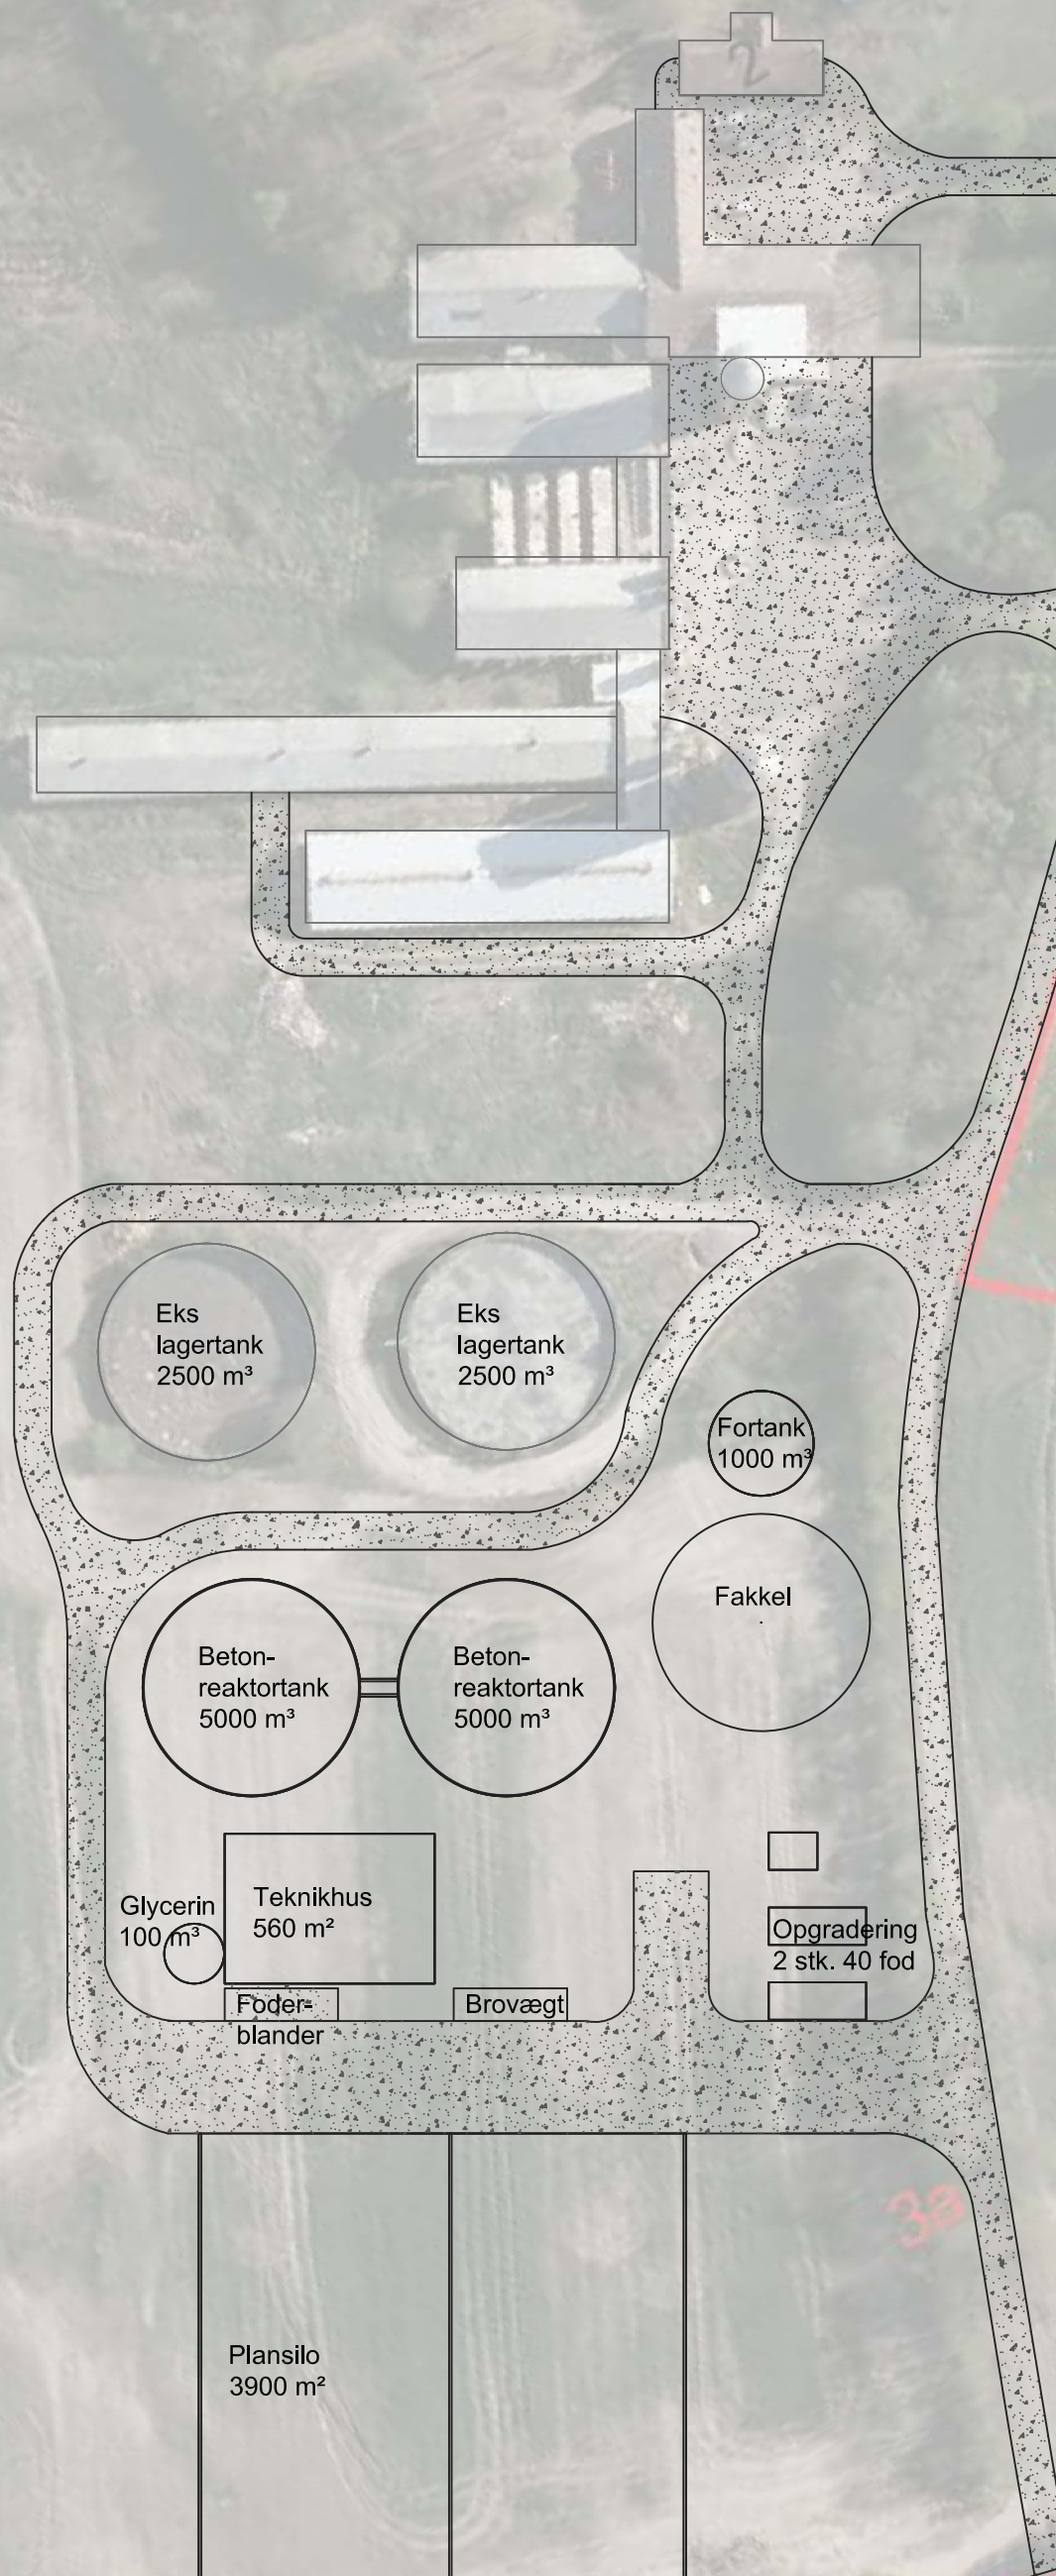 2
Eks
lagertank
2500 m³
Eks
lagertank
2500 m³
Fortank
1000 m³
Fakkel
Beton-
reaktortank
5000 m³
Beton-
reaktortank
5000 m³
Glycerin
100 m³
Teknikhus
560 m²
Opgradering
2 stk. 40 fod
Foder-
blander
Brovægt
3a
Plansilo
3900 m²